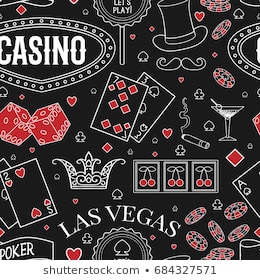 LET'S
PLAY!
CASINO
LAS VEGAS
POKER
shutterstock
IMAGE ID: 684327571
www.shutterstock.com